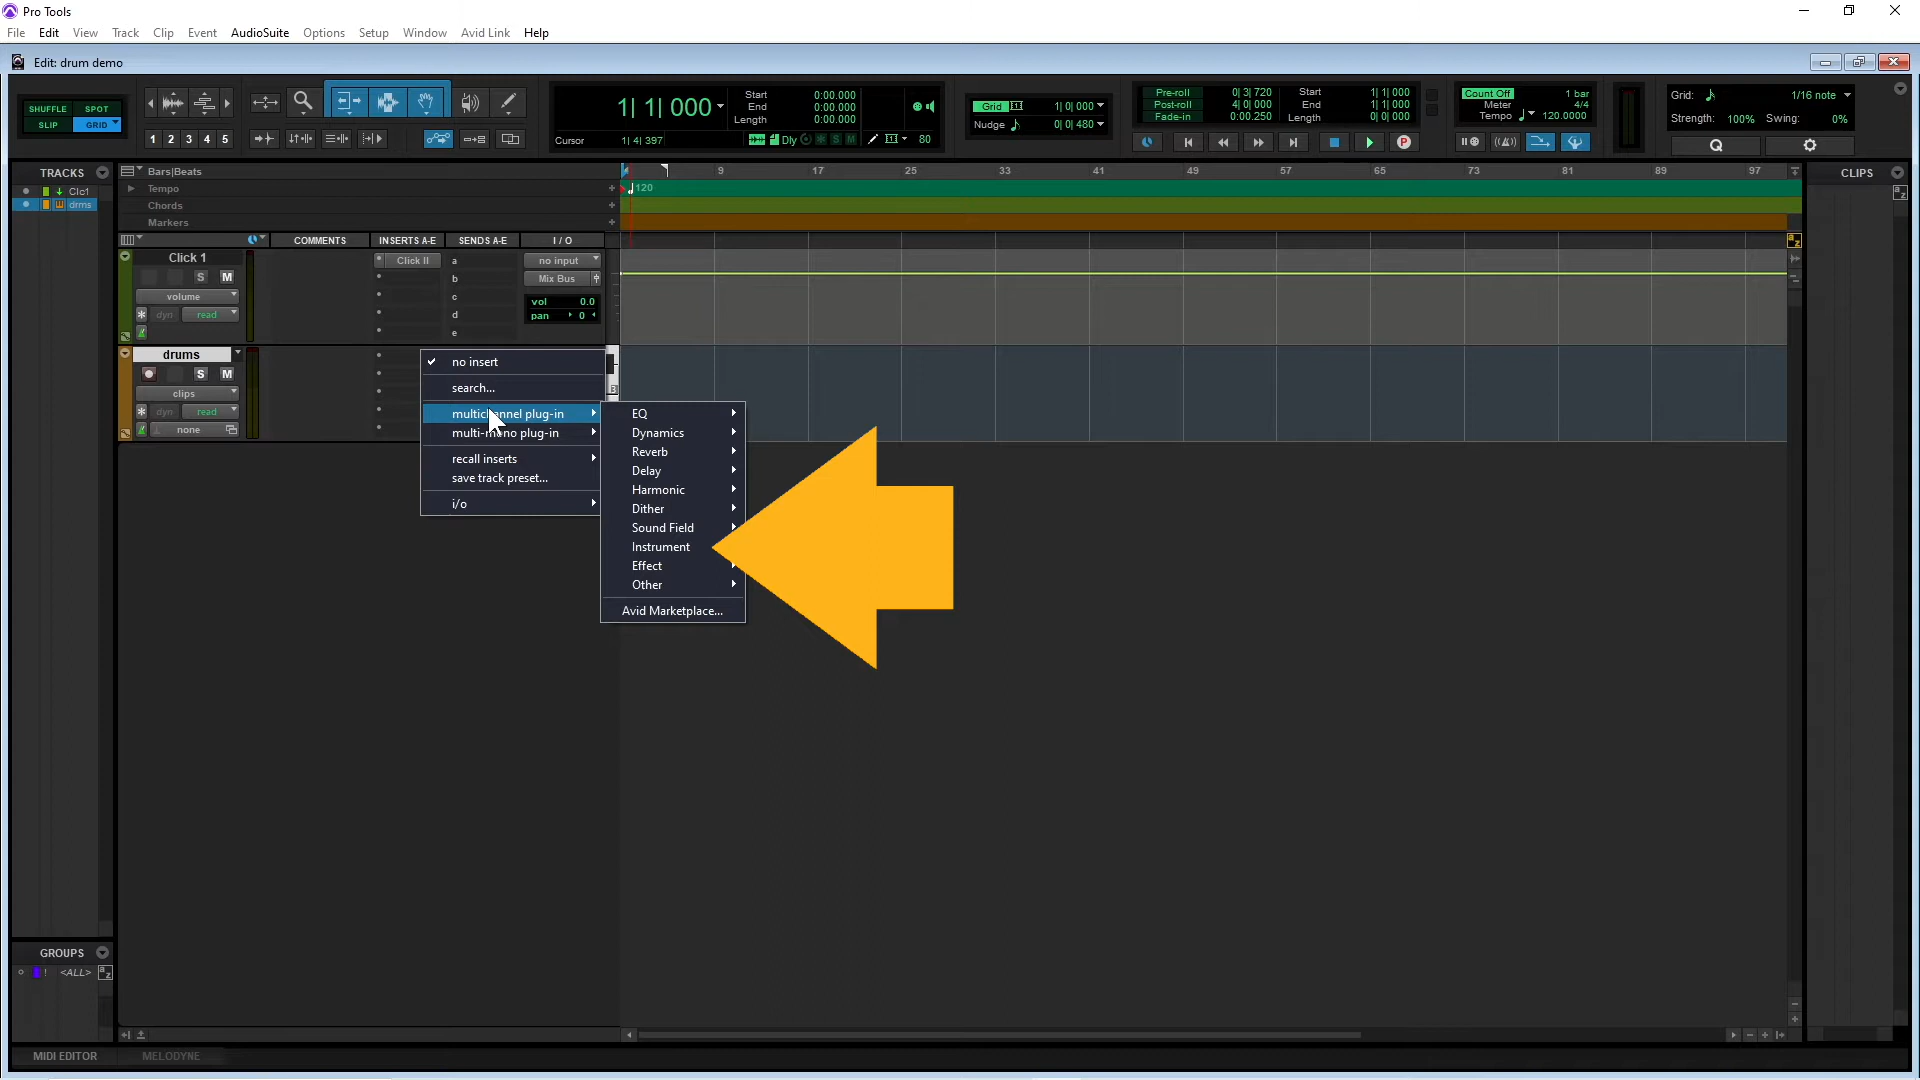 Pro Tools
File Edit View Track Clip Event AudioSuite Options Setup Window Avid Link Help
Edit: drum demo
SHUFFLE SPOT
SLIP GRID
1 2 3 4 5
1| 1| 000
Start 0:00.000
End 0:00.000
Length 0:00.000
Cursor 1| 4| 397
Dly S M 80
Grid 1| 0| 000
Nudge 0| 0| 480
Pre-roll 0| 3| 720
Post-roll 4| 0| 000
Fade-in 0:00.250
Start 1| 1| 000
End 1| 1| 000
Length 0| 0| 000
Count Off 1 bar
Meter 4/4
Tempo 120.0000
Grid: 1/16 note
Strength: 100% Swing: 0%
Q
P
TRACKS
Clc1
drms
Bars|Beats
9 17 25 33 41 49 57 65 73 81 89 97
Tempo
120
Chords
Markers
COMMENTS INSERTS A-E SENDS A-E I / O
CLIPS
a z
Click 1
S M
volume
dyn read
Click II
a
b
c
d
e
no input
Mix Bus
vol 0.0
pan 0
drums
S M
clips
dyn read
none
no insert
search...
multichannel plug-in
multi-mono plug-in
recall inserts
save track preset...
i/o
EQ
Dynamics
Reverb
Delay
Harmonic
Dither
Sound Field
Instrument
Effect
Other
Avid Marketplace...
GROUPS
! <ALL> a z
MIDI EDITOR MELODYNE